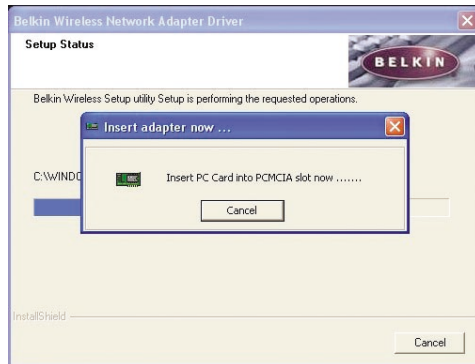 Belkin Wireless Network Adapter Driver
Setup Status
BELKIN
Belkin Wireless Setup utility Setup is performing the requested operations.
Insert adapter now ...
C:\WINDO
Insert PC Card into PCMCIA slot now .......
Cancel
InstallShield
Cancel